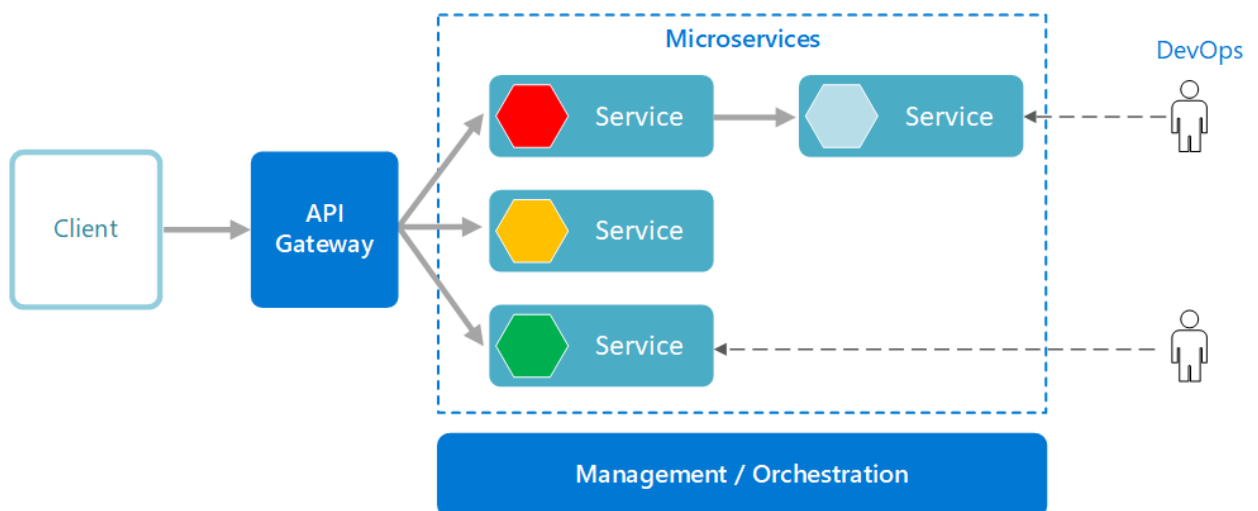 Microservices
DevOps
Service
Service
Client
API
Gateway
Service
Service
Management / Orchestration